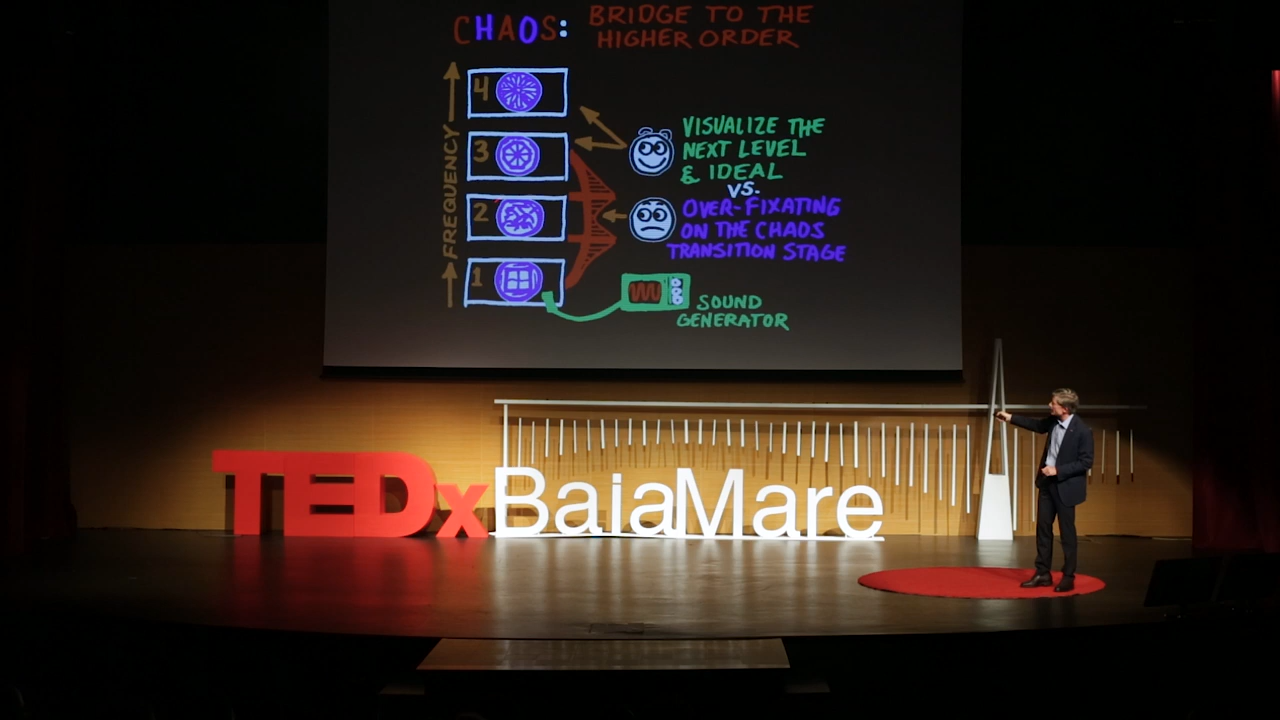 CHAOS: BRIDGE TO THE
HIGHER ORDER
4
3
2
1
FREQUENCY
VISUALIZE THE
NEXT LEVEL
& IDEAL
VS.
OVER-FIXATING
ON THE CHAOS
TRANSITION STAGE
SOUND
GENERATOR
TEDxBaiaMare